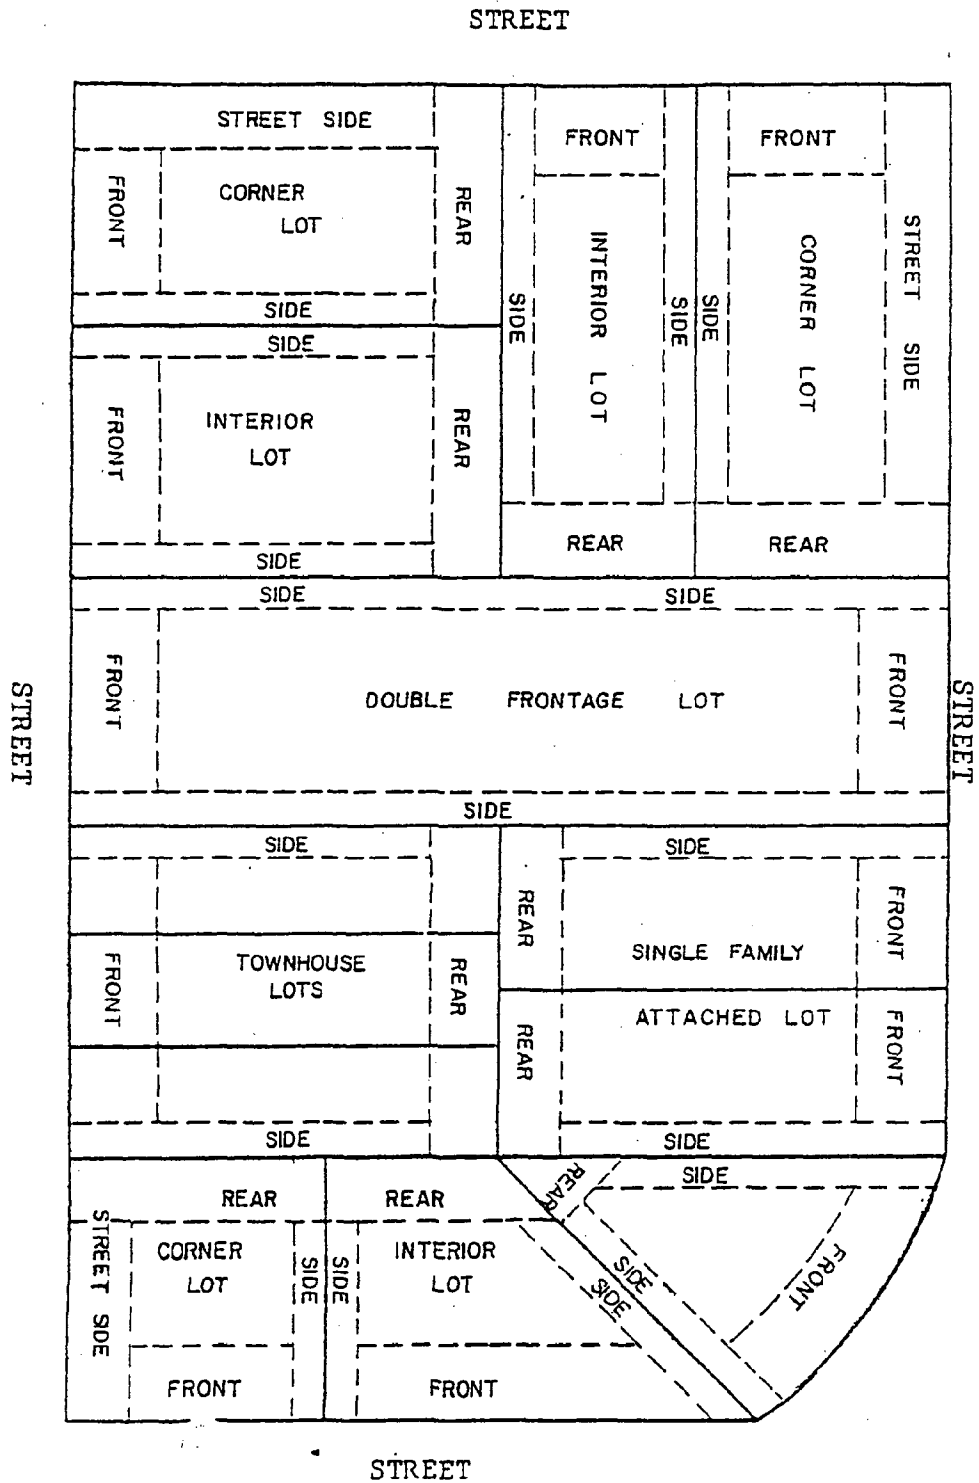 STREET
STREET SIDE
FRONT
CORNER
LOT
REAR
SIDE
SIDE
FRONT
INTERIOR
LOT
REAR
SIDE
SIDE
FRONT
INTERIOR LOT
SIDE
REAR
SIDE
FRONT
CORNER LOT
STREET SIDE
REAR
SIDE
SIDE
FRONT
DOUBLE FRONTAGE LOT
FRONT
SIDE
STREET
STREET
SIDE
FRONT
TOWNHOUSE
LOTS
REAR
SIDE
SIDE
REAR
SINGLE FAMILY
FRONT
REAR
ATTACHED LOT
FRONT
SIDE
STREET SIDE
REAR
CORNER
LOT
SIDE
FRONT
REAR
SIDE
INTERIOR
LOT
SIDE
FRONT
REAR
SIDE
SIDE
FRONT
STREET